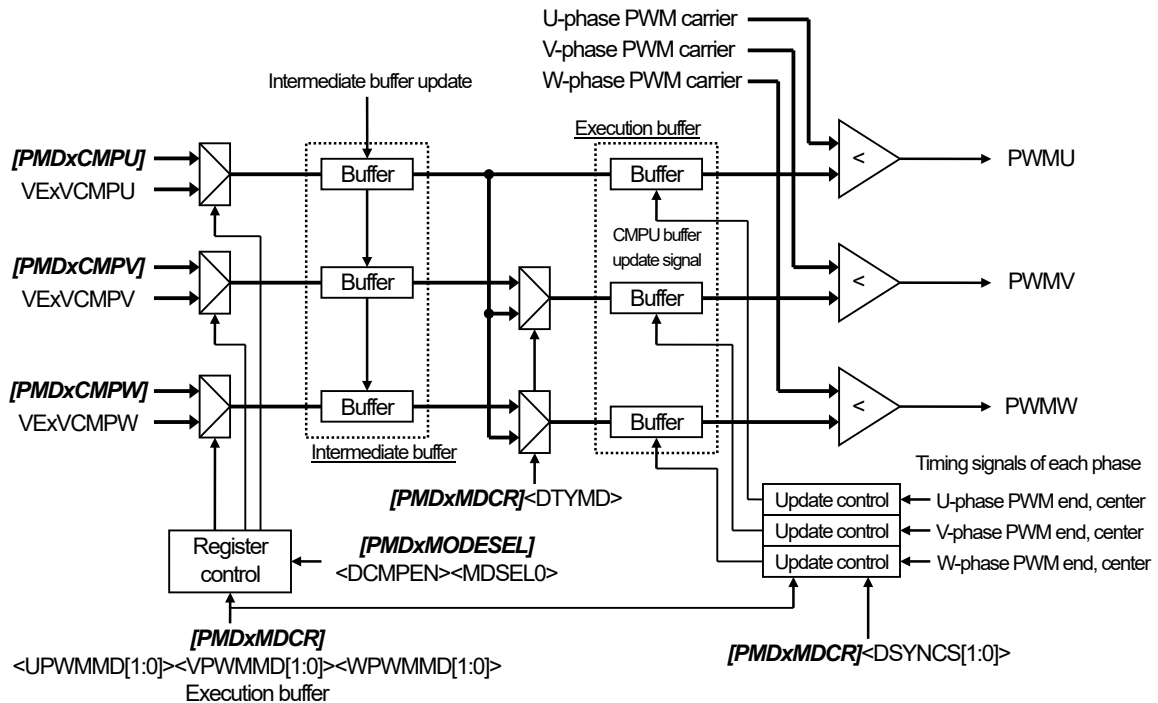 U-phase PWM carrier
V-phase PWM carrier
W-phase PWM carrier
Intermediate buffer update
Execution buffer
[PMDxCMPU]
VExVCMPU
Buffer
Buffer
<
PWMU
CMPU buffer
update signal
[PMDxCMPV]
VExVCMPV
Buffer
Buffer
<
PWMV
[PMDxCMPW]
VExVCMPW
Buffer
Buffer
<
PWMW
Intermediate buffer
[PMDxMDCR]<DTYMD>
Timing signals of each phase
Update control
U-phase PWM end, center
Update control
V-phase PWM end, center
Update control
W-phase PWM end, center
Register
control
[PMDxMODESEL]
<DCMPEN><MDSEL0>
[PMDxMDCR]
<UPWMMD[1:0]><VPWMMD[1:0]><WPWMMD[1:0]>
Execution buffer
[PMDxMDCR]<DSYNCS[1:0]>